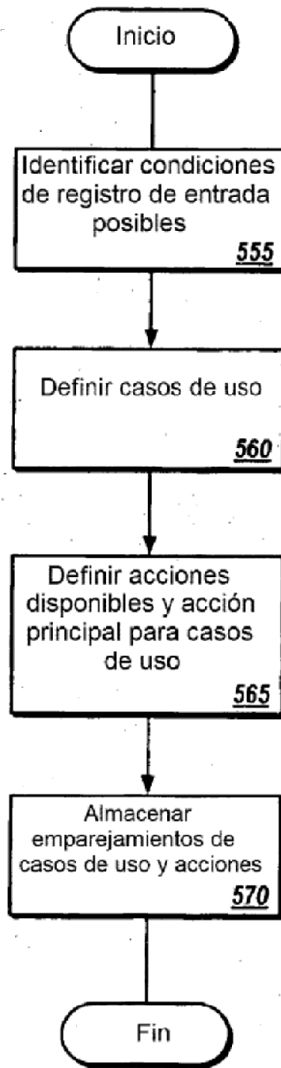 Inicio
Identificar condiciones
de registro de entrada
posibles
555
Definir casos de uso
560
Definir acciones
disponibles y acción
principal para casos
de uso
565
Almacenar
emparejamientos de
casos de uso y acciones
570
Fin